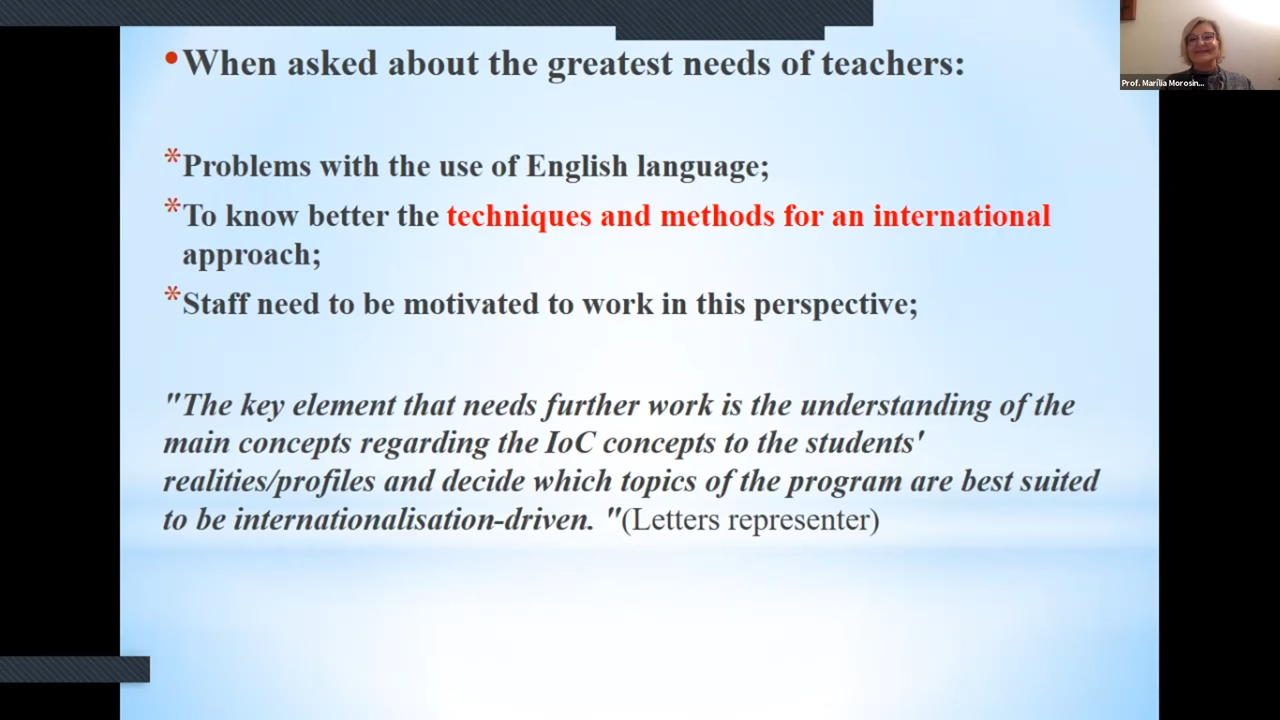 •When asked about the greatest needs of teachers:
*Problems with the use of English language;
*To know better the techniques and methods for an international
approach;
*Staff need to be motivated to work in this perspective;
"The key element that needs further work is the understanding of the
main concepts regarding the IoC concepts to the students'
realities/profiles and decide which topics of the program are best suited
to be internationalisation-driven. "(Letters representer)
Prof. Marília Morosin...